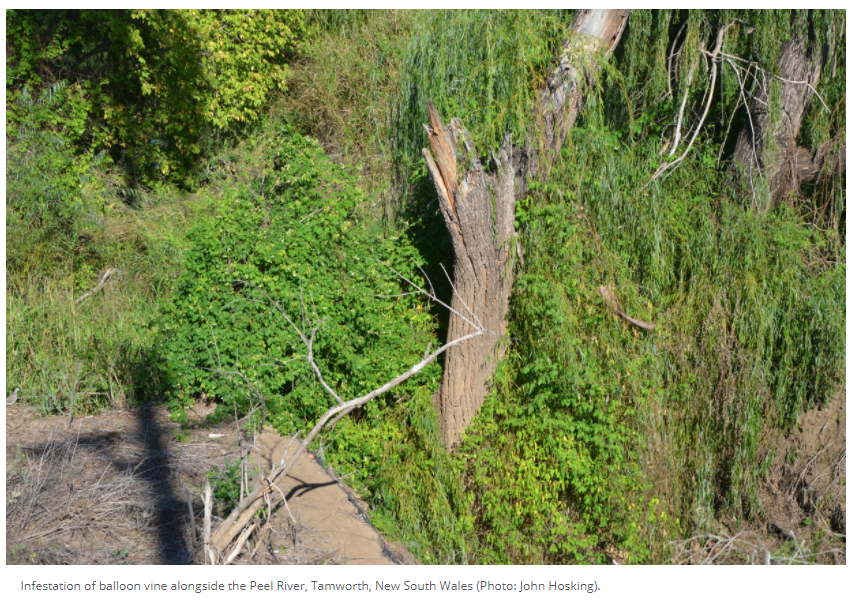 Infestation of balloon vine alongside the Peel River, Tamworth, New South Wales (Photo: John Hosking).